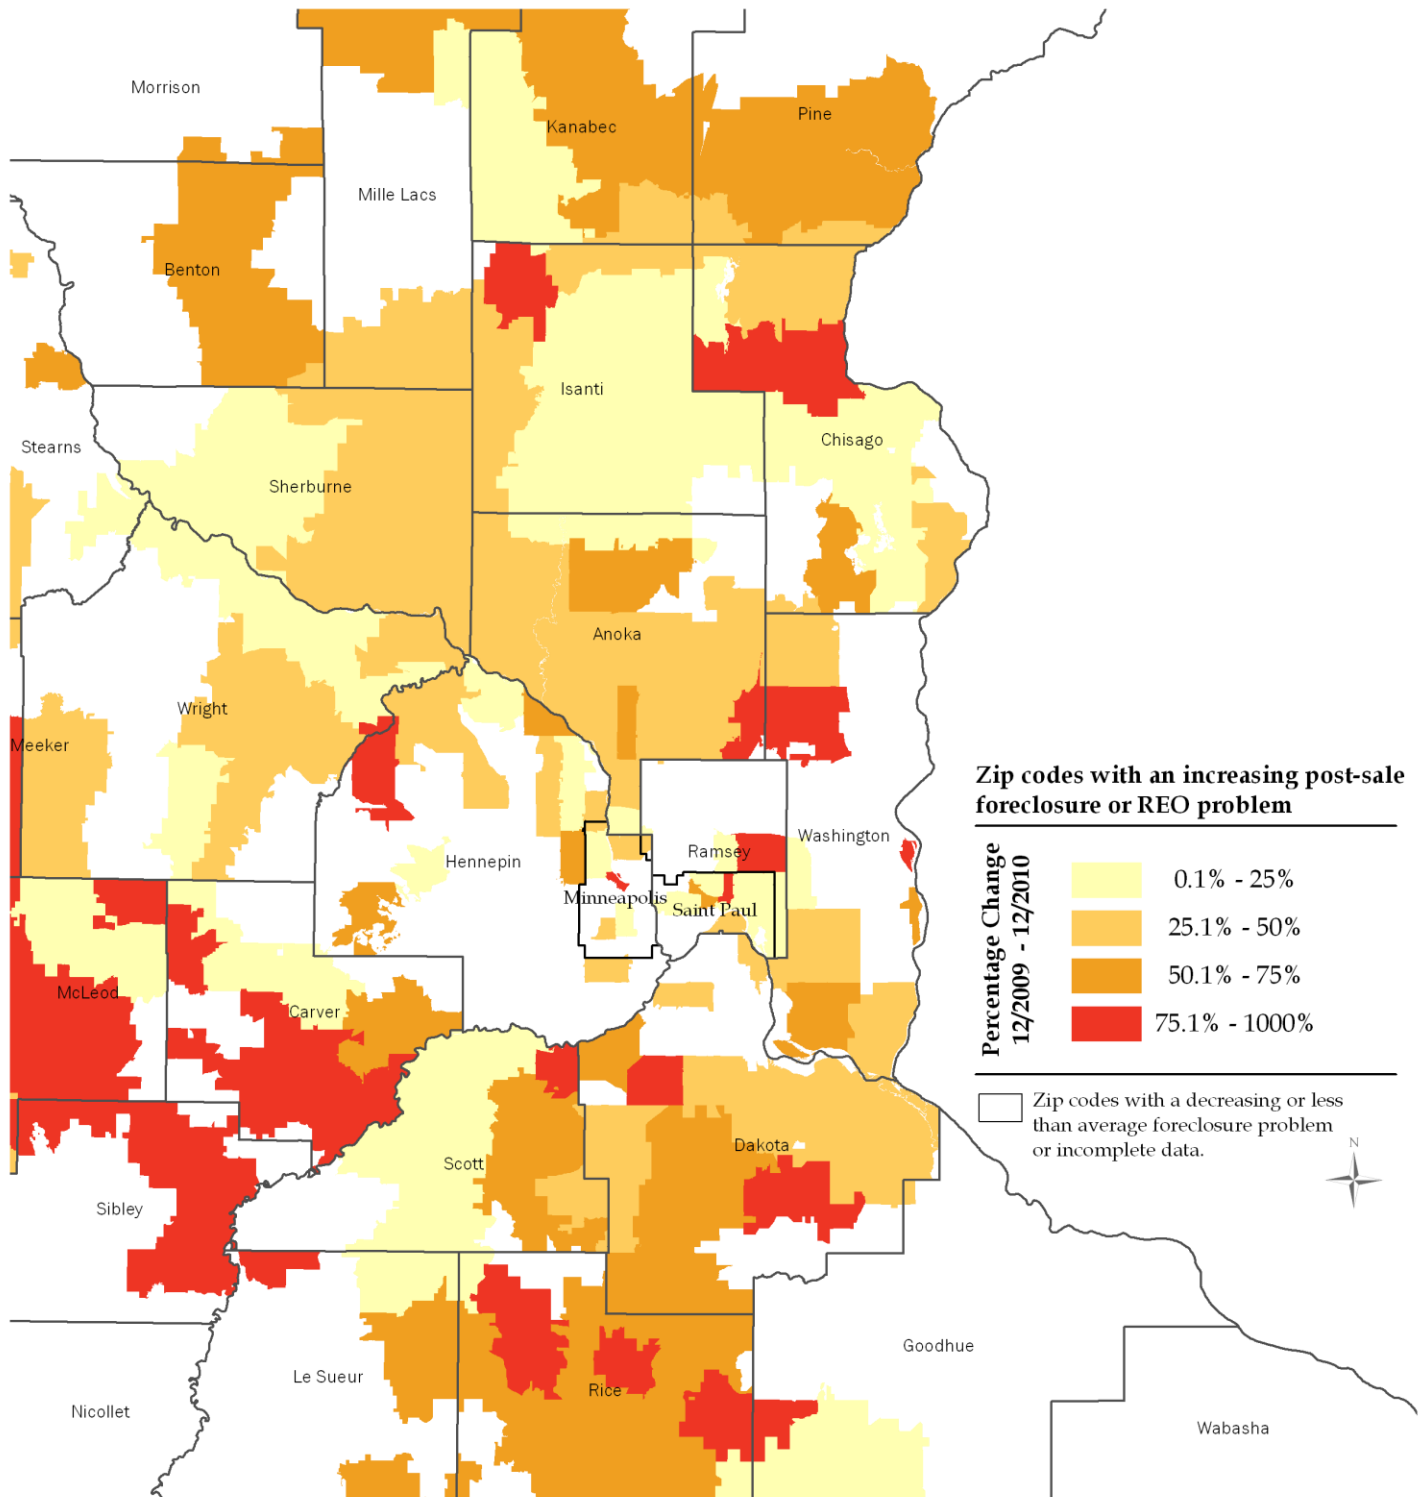 Morrison
Kanabec
Pine
Mille Lacs
Benton
Isanti
Stearns
Chisago
Sherburne
Anoka
Wright
Meeker
Zip codes with an increasing post-sale
foreclosure or REO problem
Percentage Change
12/2009 - 12/2010
0.1% - 25%
25.1% - 50%
50.1% - 75%
75.1% - 1000%
Zip codes with a decreasing or less
than average foreclosure problem
or incomplete data.
N
Washington
Ramsey
Hennepin
Minneapolis
Saint Paul
McLeod
Carver
Dakota
Scott
Sibley
Goodhue
Le Sueur
Rice
Nicollet
Wabasha